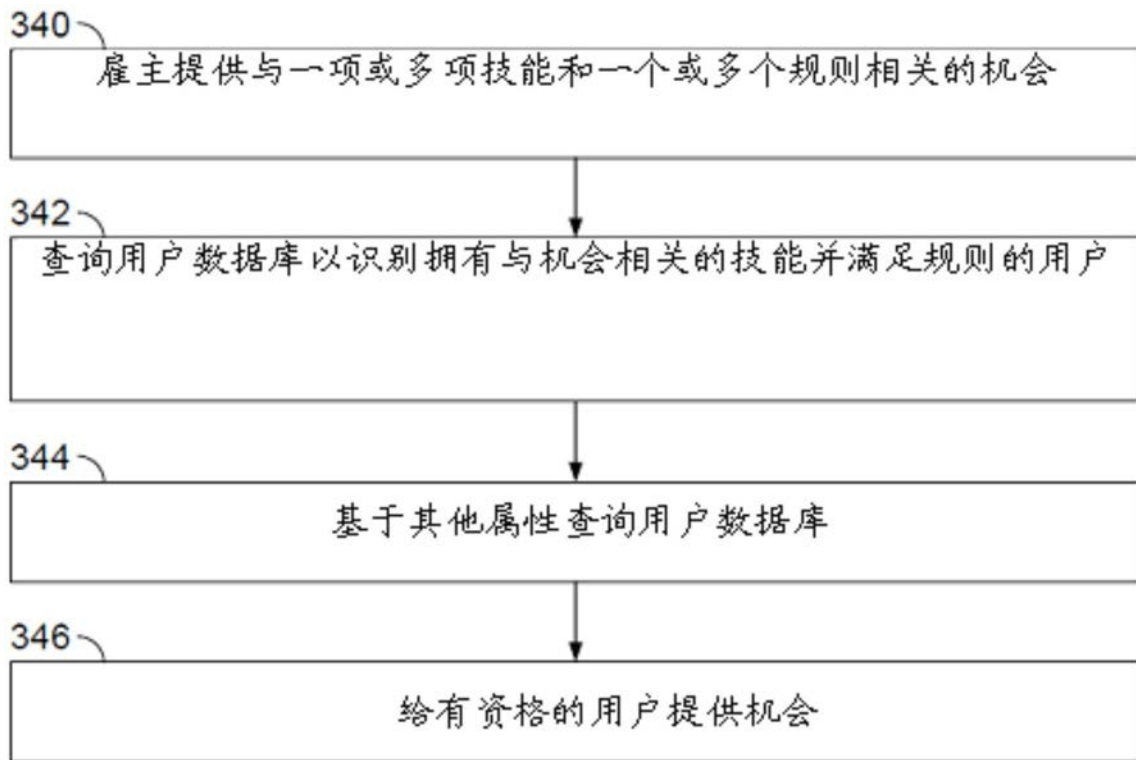 340
雇主提供与一项或多项技能和一个或多个规则相关的机会
342
查询用户数据库以识别拥有与机会相关的技能并满足规则的用户
344
基于其他属性查询用户数据库
346
给有资格的用户提供机会